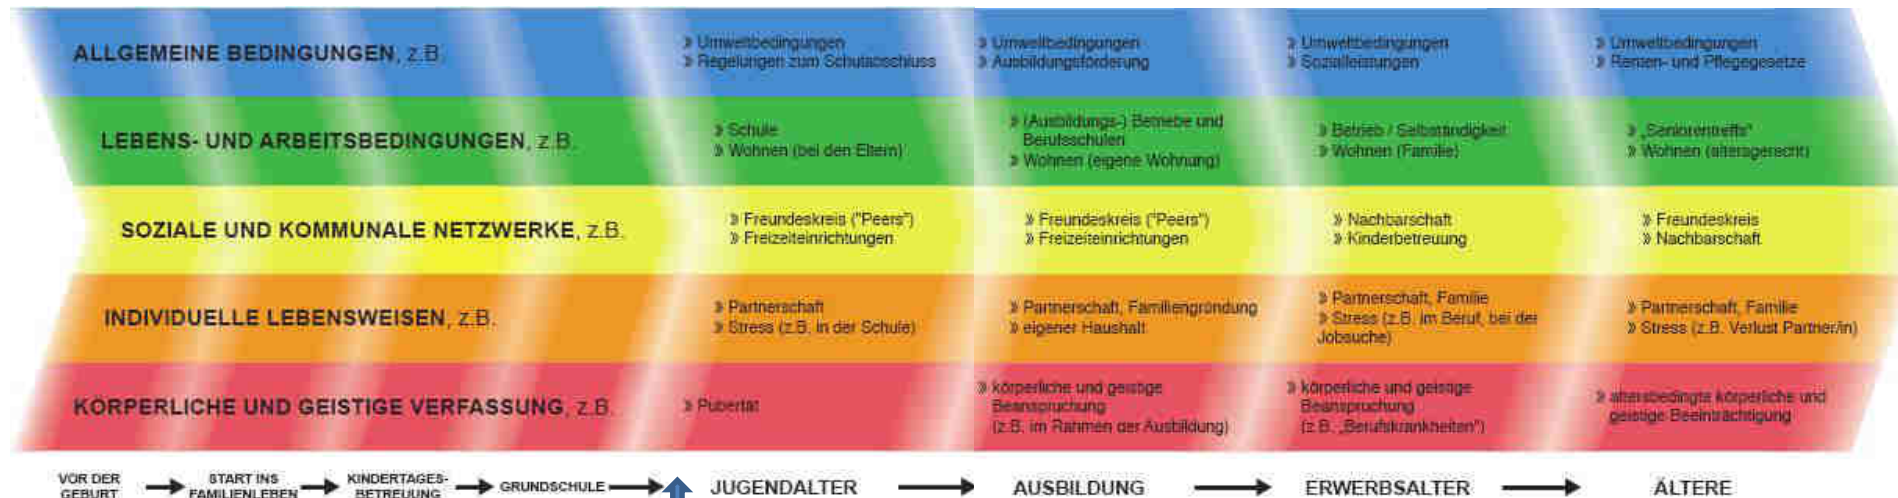 ALLGEMEINE BEDINGUNGEN, z.B.
» Umweltbedingungen
» Regelungen zum Schulabschluss
» Umweltbedingungen
» Ausbildungsförderung
» Umweltbedingungen
» Sozialleistungen
» Umweltbedingungen
» Renten- und Pflegegesetze
LEBENS- UND ARBEITSBEDINGUNGEN, z.B.
» Schule
» Wohnen (bei den Eltern)
» (Ausbildungs-) Betriebe und
Berufsschulen
» Wohnen (eigene Wohnung)
» Betrieb / Selbständigkeit
» Wohnen (Familie)
» „Seniorentreffs"
» Wohnen (altersgerecht)
SOZIALE UND KOMMUNALE NETZWERKE, z.B.
» Freundeskreis ("Peers")
» Freizeiteinrichtungen
» Freundeskreis ("Peers")
» Freizeiteinrichtungen
» Nachbarschaft
» Kinderbetreuung
» Freundeskreis
» Nachbarschaft
INDIVIDUELLE LEBENSWEISEN, z.B.
» Partnerschaft
» Stress (z.B. in der Schule)
» Partnerschaft, Familiengründung
» eigener Haushalt
» Partnerschaft, Familie
» Stress (z.B. im Beruf, bei der
Jobsuche)
» Partnerschaft, Familie
» Stress (z.B. Verlust Partner/in)
KÖRPERLICHE UND GEISTIGE VERFASSUNG, z.B.
» Pubertät
» körperliche und geistige
Beanspruchung
(z.B. im Rahmen der Ausbildung)
» körperliche und geistige
Beanspruchung
(z.B. „Berufskrankheiten")
» altersbedingte körperliche und
geistige Beeinträchtigung
VOR DER
GEBURT
START INS
FAMILIENLEBEN
KINDERTAGES-
BETREUUNG
GRUNDSCHULE
JUGENDALTER
AUSBILDUNG
ERWERBSALTER
ÄLTERE